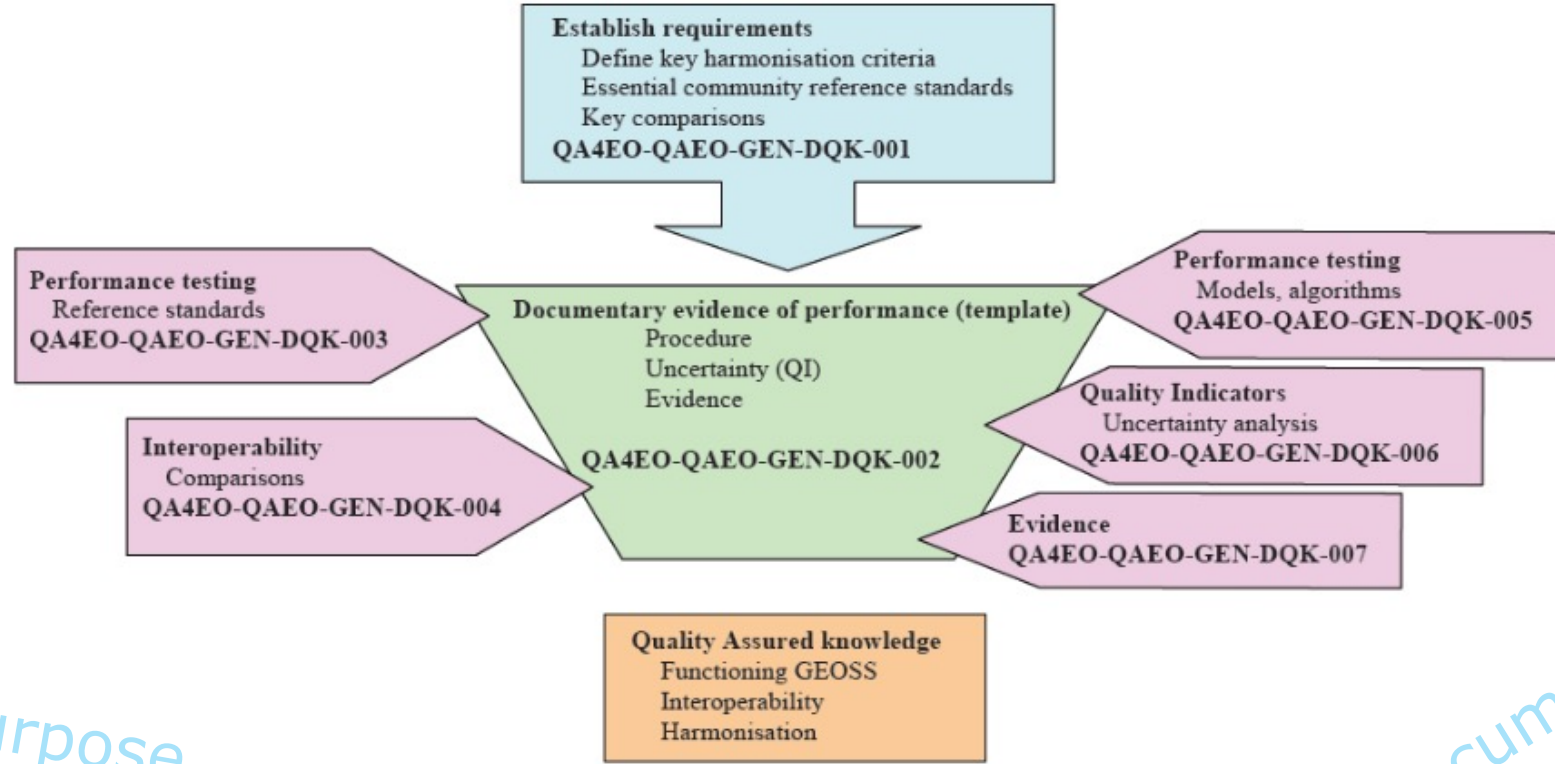 Establish requirements
Define key harmonisation criteria
Essential community reference standards
Key comparisons
QA4EO-QAEO-GEN-DQK-001
Performance testing
Reference standards
QA4EO-QAEO-GEN-DQK-003
Performance testing
Models, algorithms
QA4EO-QAEO-GEN-DQK-005
Documentary evidence of performance (template)
Procedure
Uncertainty (QI)
Evidence
QA4EO-QAEO-GEN-DQK-002
Quality Indicators
Uncertainty analysis
QA4EO-QAEO-GEN-DQK-006
Interoperability
Comparisons
QA4EO-QAEO-GEN-DQK-004
Evidence
QA4EO-QAEO-GEN-DQK-007
Quality Assured knowledge
Functioning GEOSS
Interoperability
Harmonisation